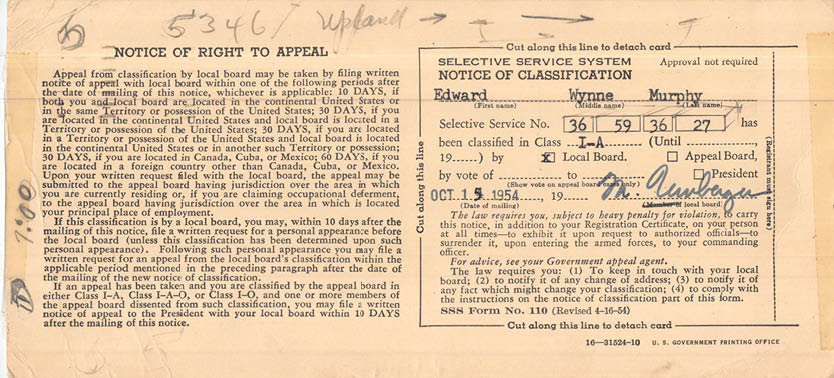 53461 Upfall
NOTICE OF RIGHT TO APPEAL
Appeal from classification by local board may be taken by filing written
notice of appeal with local board within one of the following periods after
the date of mailing of this notice, whichever is applicable: 10 DAYS, if
both you and local board are located in the continental United States or
in the same Territory or possession of the United States; 30 DAYS, if you
are located in the continental United States and local board is located in a
Territory or possession of the United States; 30 DAYS, if you are located
in a Territory or possession of the United States and local board is located
in the continental United States or in another such Territory or possession;
30 DAYS, if you are located in Canada, Cuba, or Mexico; 60 DAYS, if you
are located in a foreign country other than Canada, Cuba, or Mexico.
Upon your written request filed with the local board, the appeal may be
submitted to the appeal board having jurisdiction over the area in which
you are currently residing or, if you are claiming occupational deferment,
to the appeal board having jurisdiction over the area in which is located
your principal place of employment.
If this classification is by a local board, you may, within 10 days after the
mailing of this notice, file a written request for a personal appearance before
the local board (unless this classification has been determined upon such
personal appearance). Following such personal appearance you may file a
written request for an appeal from the local board's classification within the
applicable period mentioned in the preceding paragraph after the date of
the mailing of the new notice of classification.
If an appeal has been taken and you are classified by the appeal board in
either Class I–A, Class I–A–O, or Class I–O, and one or more members of
the appeal board dissented from such classification, you may file a written
notice of appeal to the President with your local board within 10 DAYS
after the mailing of this notice.
7:00
Cut along this line to detach card
Cut along this line
SELECTIVE SERVICE SYSTEM Approval not required
NOTICE OF CLASSIFICATION
Edward Wynne Murphy
(First name) (Middle name) (Last name)
Selective Service No. 36 59 36 27 has
been classified in Class I-A (Until ,
19......) by x Local Board. Appeal Board,
by vote of to President
(Show vote on appeal board cases only)
OCT 15 1954, 19 M.
(Date of mailing) (Member of local board)
(Registrant must sign here)
The law requires you, subject to heavy penalty for violation, to carry
this notice, in addition to your Registration Certificate, on your person
at all times—to exhibit it upon request to authorized officials—to
surrender it, upon entering the armed forces, to your commanding
officer.
For advice, see your Government appeal agent.
The law requires you: (1) To keep in touch with your local
board; (2) to notify it of any change of address; (3) to notify it of
any fact which might change your classification; (4) to comply with
the instructions on the notice of classification part of this form.
SSS Form No. 110 (Revised 4-16-54)
Cut along this line to detach card
16—31524-10 U. S. GOVERNMENT PRINTING OFFICE